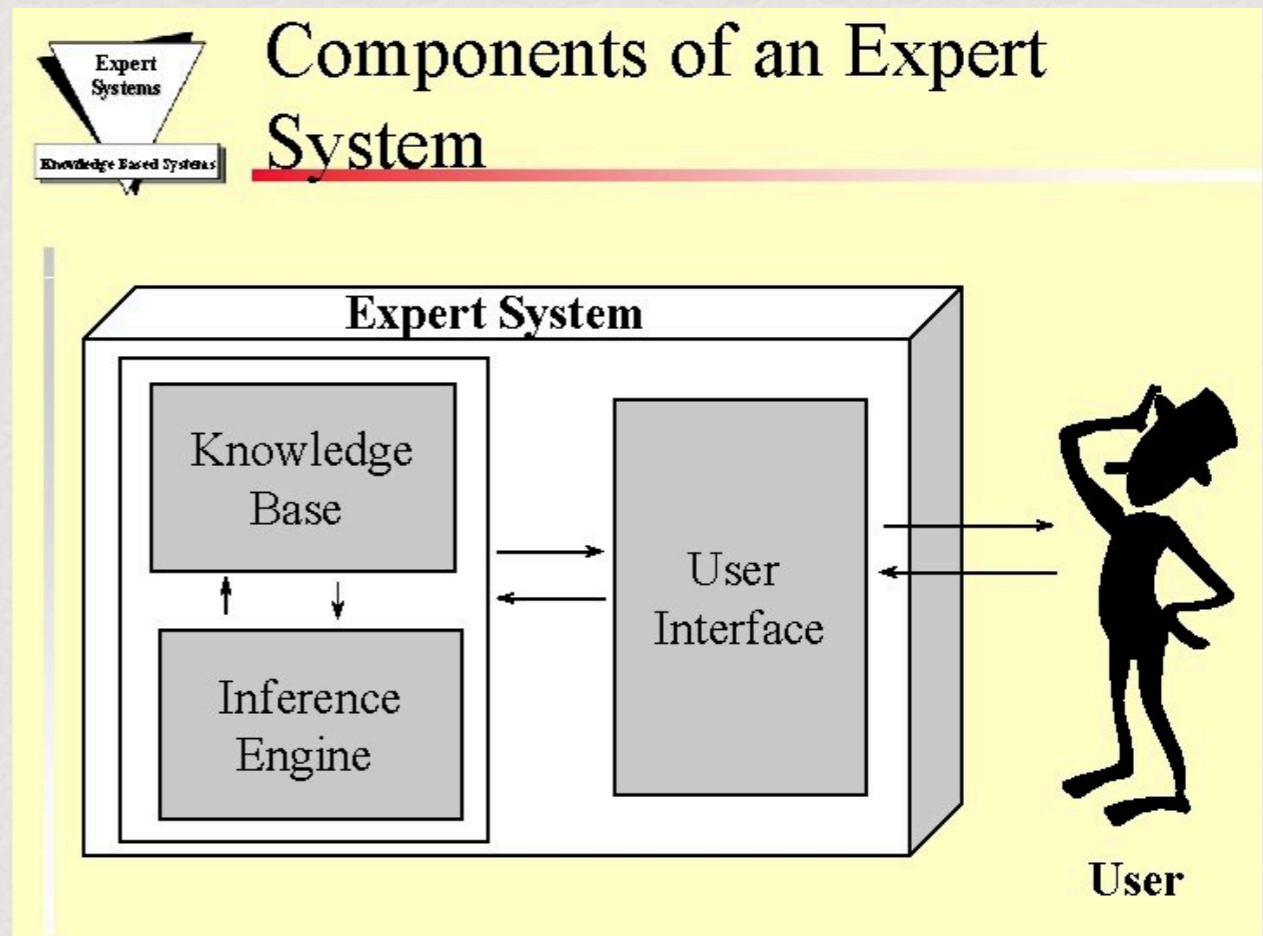 Expert
Systems
Knowledge Based Systems
Components of an Expert
System
Expert System
Knowledge
Base
Inference
Engine
User
Interface
User